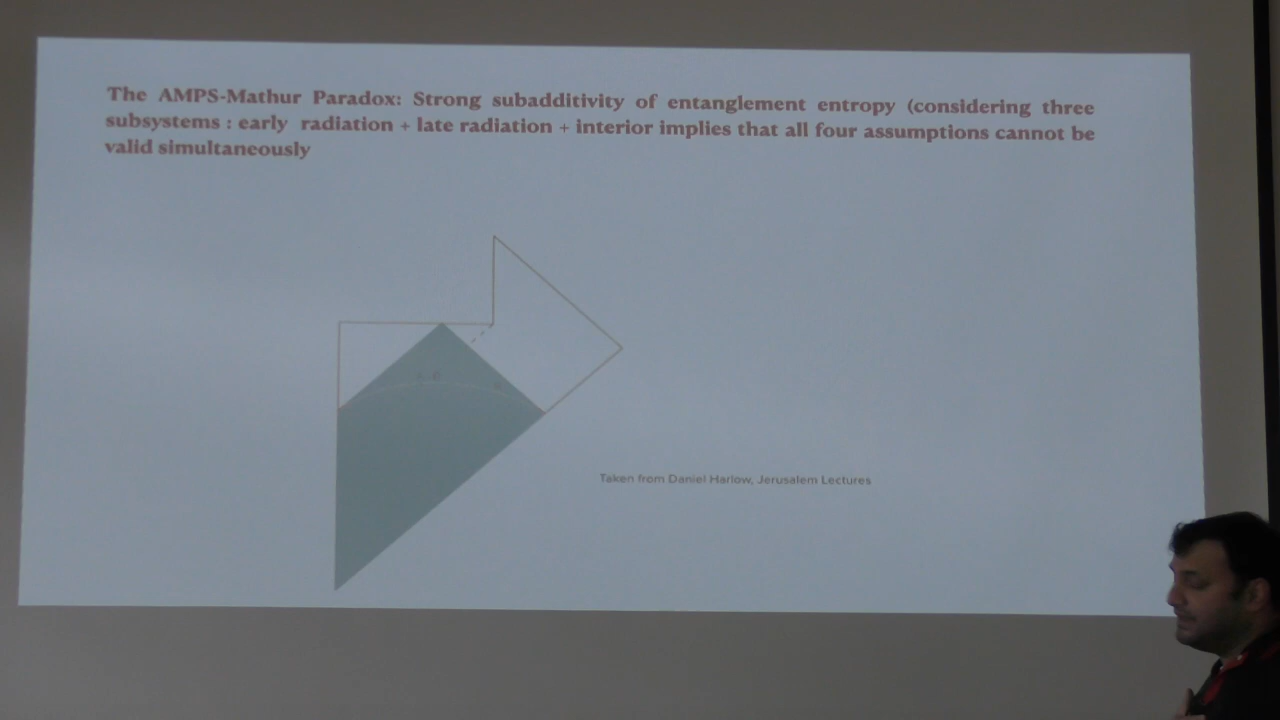 The AMPS-Mathur Paradox: Strong subadditivity of entanglement entropy (considering three
subsystems : early radiation + late radiation + interior implies that all four assumptions cannot be
valid simultaneously
Taken from Daniel Harlow, Jerusalem Lectures